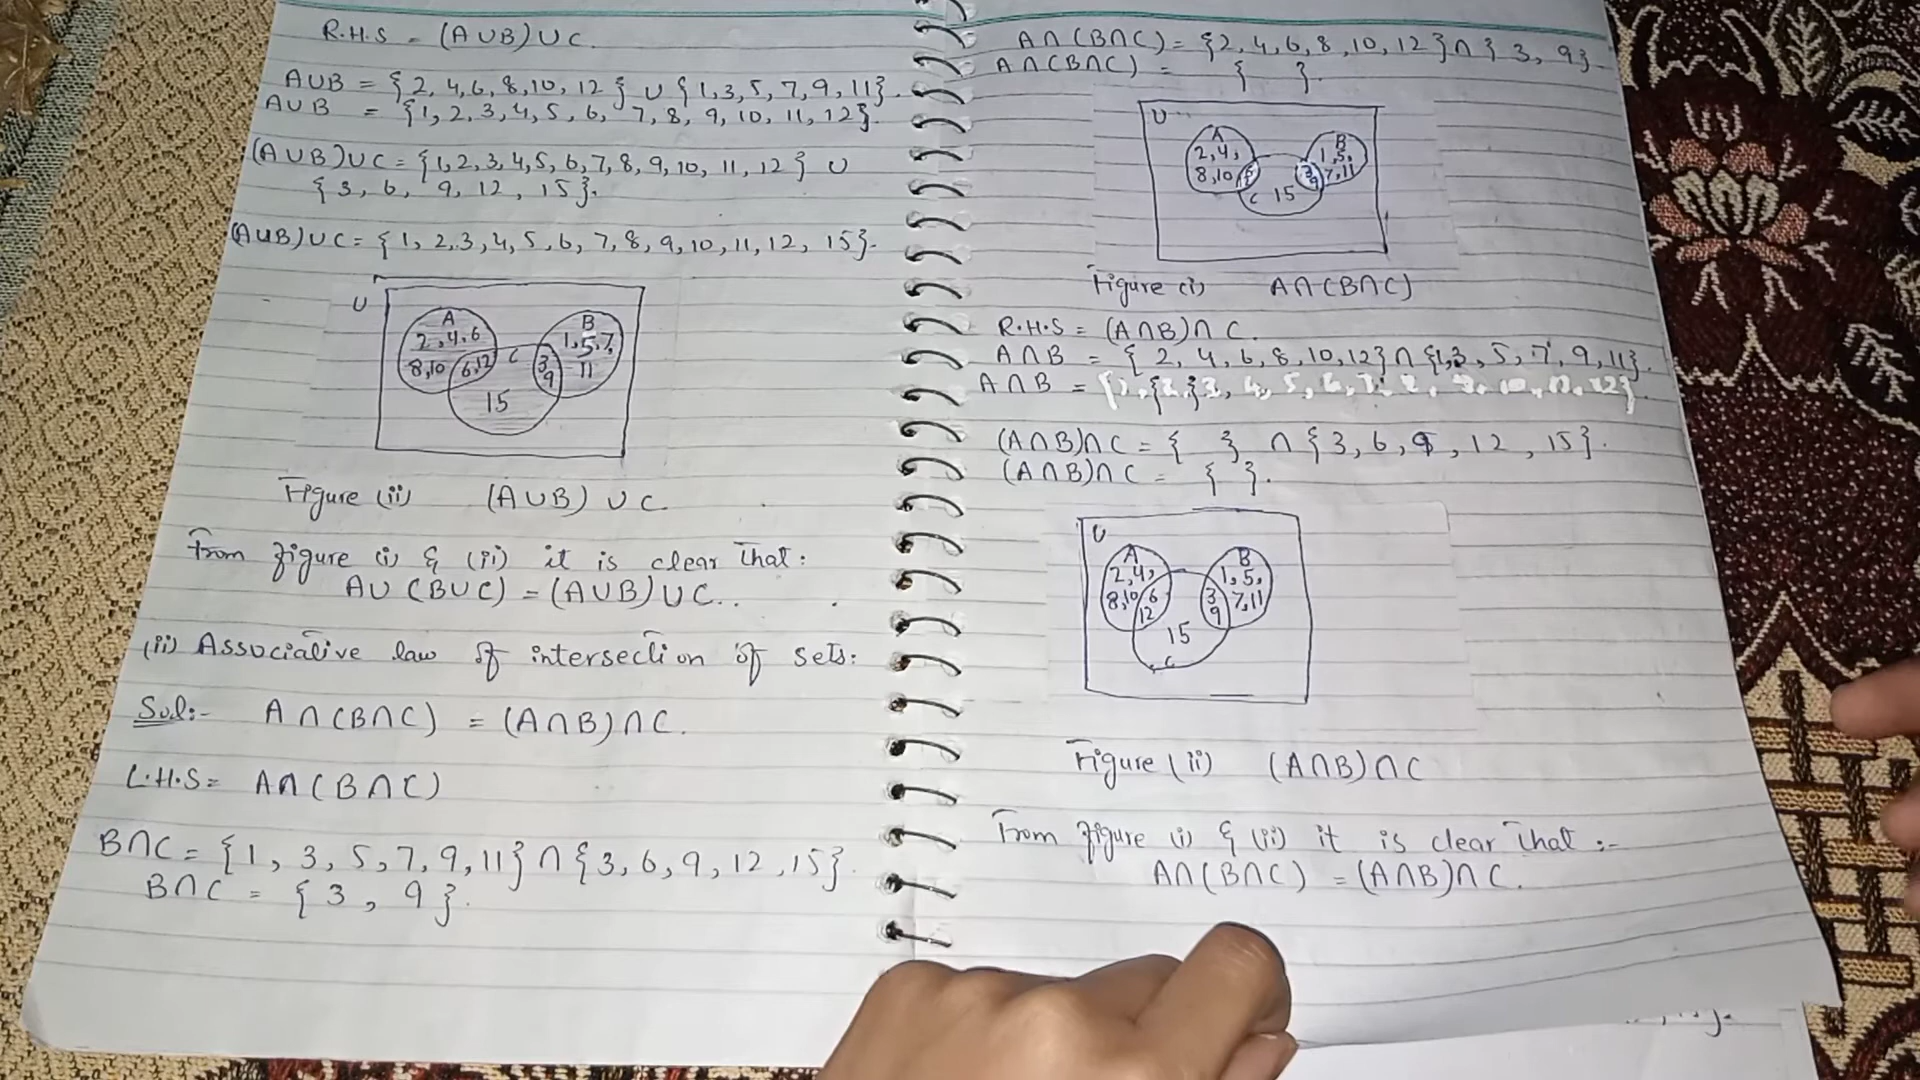 R.H.S = (A∪B)∪C.
A∪B = {2, 4, 6, 8, 10, 12} ∪ {1, 3, 5, 7, 9, 11}.
A∪B = {1, 2, 3, 4, 5, 6, 7, 8, 9, 10, 11, 12}.
(A∪B)∪C = {1, 2, 3, 4, 5, 6, 7, 8, 9, 10, 11, 12} ∪
{3, 6, 9, 12, 15}.
(A∪B)∪C = {1, 2, 3, 4, 5, 6, 7, 8, 9, 10, 11, 12, 15}.
U
A
B
2, 4, 6
1, 5, 7,
8, 10
6, 12
C
3
9
11
15
Figure (ii) (A∪B)∪C.
From figure (i) & (ii) it is clear that:
A∪(B∪C) = (A∪B)∪C..
(ii) Associative law of intersection of sets:
Sol:- A∩(B∩C) = (A∩B)∩C.
L.H.S = A∩(B∩C)
B∩C = {1, 3, 5, 7, 9, 11} ∩ {3, 6, 9, 12, 15}.
B∩C = {3, 9}.
A∩(B∩C) = {2, 4, 6, 8, 10, 12} ∩ {3, 9}.
A∩(B∩C) = { }.
U
A
B
2, 4,
1, 5,
8, 10
3
9
7, 11
C 15
Figure (i) A∩(B∩C)
R.H.S = (A∩B)∩C.
A∩B = {2, 4, 6, 8, 10, 12} ∩ {1, 3, 5, 7, 9, 11}.
A∩B = { }
(A∩B)∩C = { } ∩ {3, 6, 9, 12, 15}.
(A∩B)∩C = { }.
U
A
B
2, 4,
1, 5,
8, 10
6
12
3
9
7, 11
15
C
Figure (ii) (A∩B)∩C
From figure (i) & (ii) it is clear that :-
A∩(B∩C) = (A∩B)∩C.